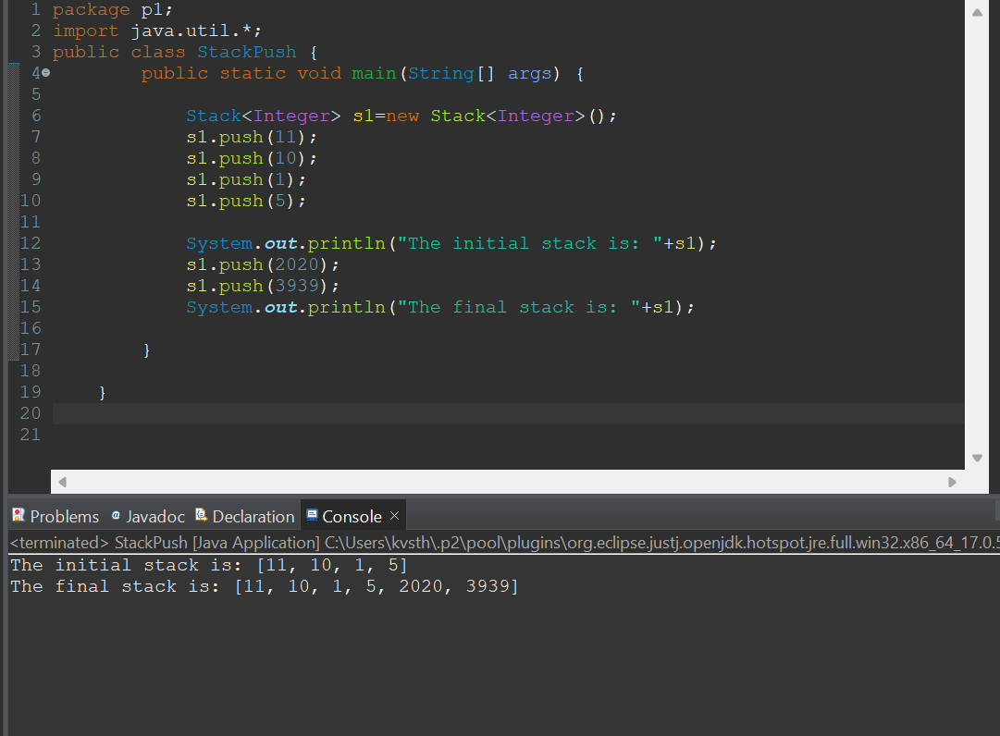 1 package p1;
2 import java.util.*;
3 public class StackPush {
4 public static void main(String[] args) {
5
6 Stack<Integer> s1=new Stack<Integer>();
7 s1.push(11);
8 s1.push(10);
9 s1.push(1);
10 s1.push(5);
11
12 System.out.println("The initial stack is: "+s1);
13 s1.push(2020);
14 s1.push(3939);
15 System.out.println("The final stack is: "+s1);
16
17 }
18
19 }
20
21
Problems @ Javadoc Declaration Console ×
<terminated> StackPush [Java Application] C:\Users\kvsth\.p2\pool\plugins\org.eclipse.justj.openjdk.hotspot.jre.full.win32.x86_64_17.0.5
The initial stack is: [11, 10, 1, 5]
The final stack is: [11, 10, 1, 5, 2020, 3939]